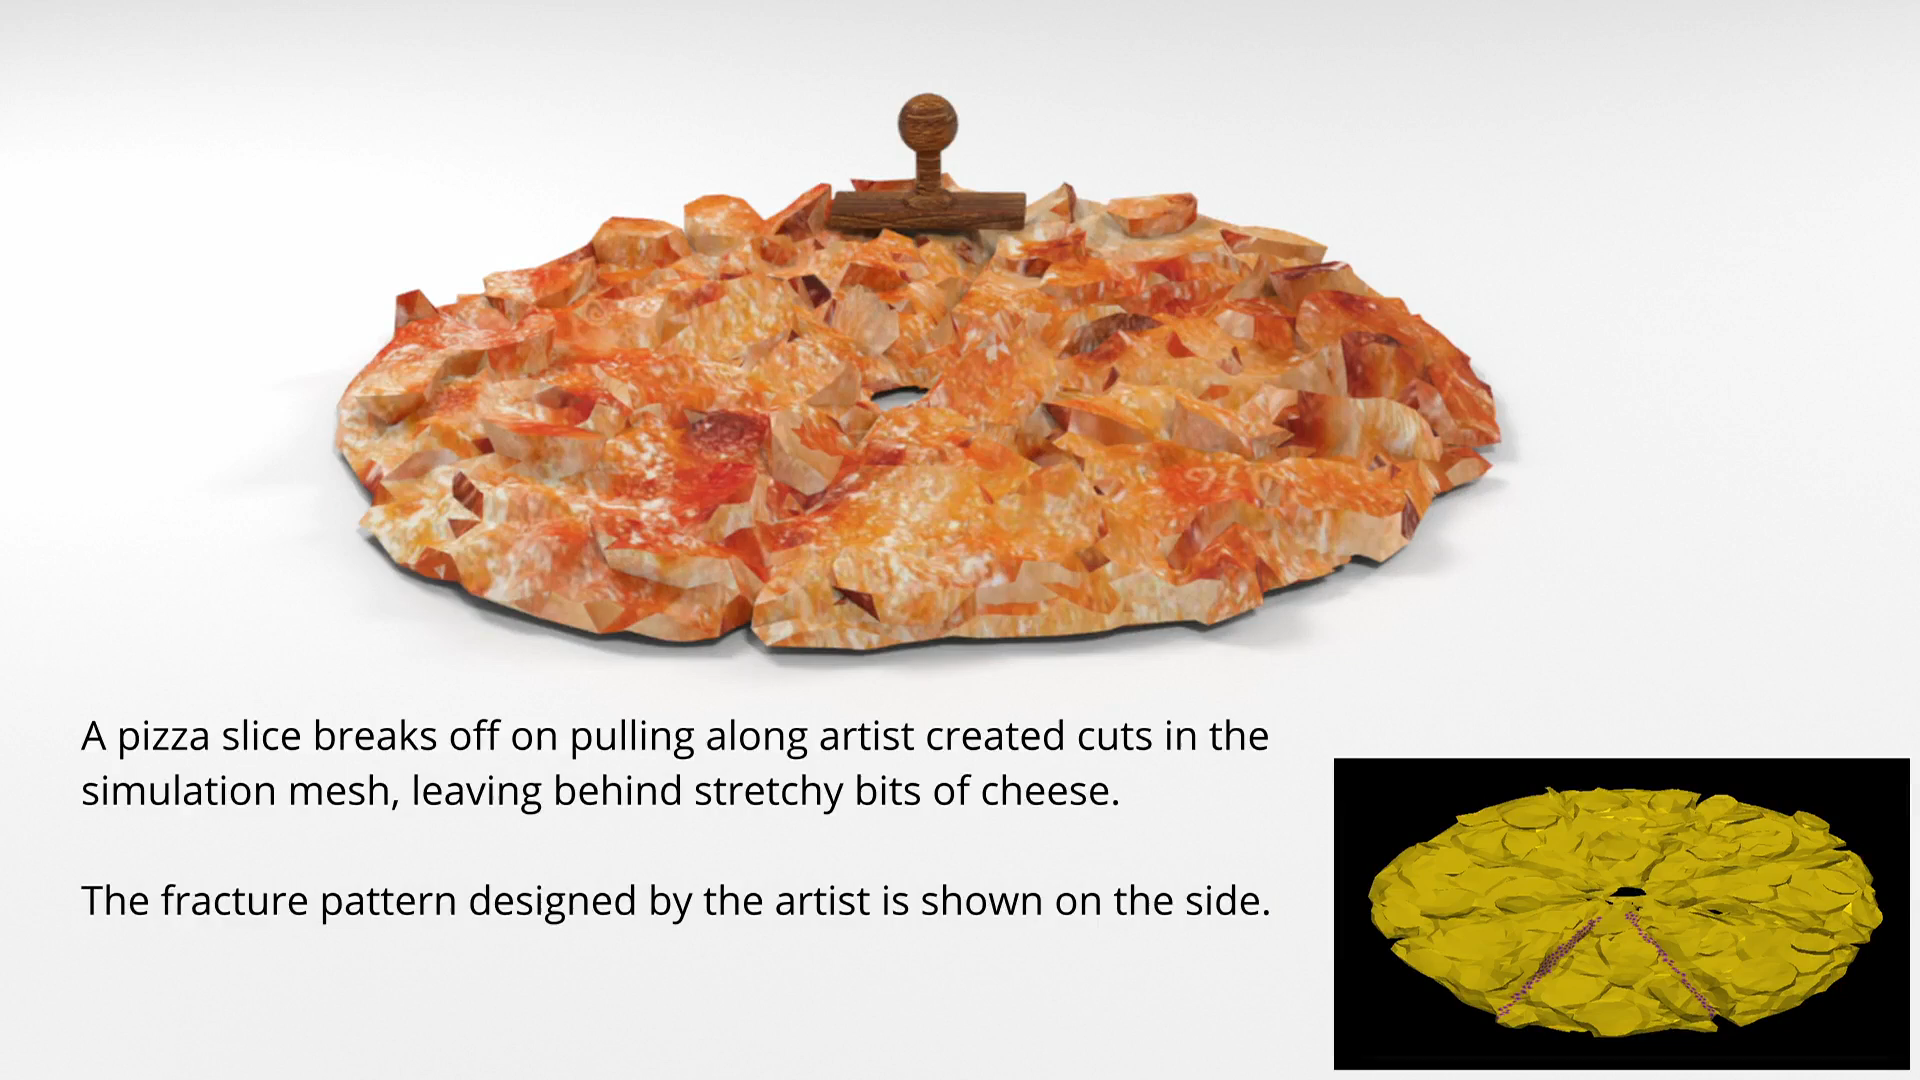 A pizza slice breaks off on pulling along artist created cuts in the
simulation mesh, leaving behind stretchy bits of cheese.
The fracture pattern designed by the artist is shown on the side.